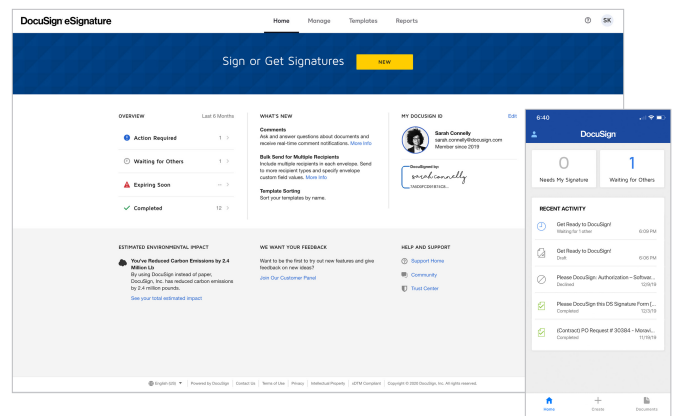 DocuSign eSignature
Home Manage Templates Reports
SK
Sign or Get Signatures
NEW
OVERVIEW Last 6 Months
Action Required 1
Waiting for Others 1
Expiring Soon —
Completed 12
WHAT'S NEW
Comments
Ask and answer questions about documents and
receive real-time comment notifications. More Info
Bulk Send for Multiple Recipients
Include multiple recipients in each envelope. Send
to more recipient types and specify envelope
custom field values. More Info
Template Sorting
Sort your templates by name.
MY DOCUSIGN ID Edit
Sarah Connelly
sarah.connelly@docusign.com
Member since 2019
DocuSigned by:
sarah connelly
ESTIMATED ENVIRONMENTAL IMPACT
You've Reduced Carbon Emissions by 2.4
Million Lb
By using DocuSign instead of paper,
DocuSign, Inc. has reduced carbon emissions
by 2.4 million pounds.
See your total estimated impact
WE WANT YOUR FEEDBACK
Want to be the first to try out new features and give
feedback on new ideas?
Join Our Customer Panel
HELP AND SUPPORT
Support Home
Community
Trust Center
English (US) Powered by DocuSign Contact Us Terms of Use Privacy Intellectual Property xDTM Compliant Copyright © 2020 DocuSign, Inc. All rights reserved.
6:40
DocuSign
0
Needs My Signature
1
Waiting for Others
RECENT ACTIVITY
Get Ready to DocuSign!
Waiting for 1 other 6:09 PM
Get Ready to DocuSign!
Draft 6:06 PM
Please DocuSign: Authorization – Softwar...
Declined 12/9/19
Please DocuSign this DS Signature Form [...
Completed 12/3/19
(Contract) PO Request # 30384 - Moravi...
Completed 11/19/19
Home Create Documents